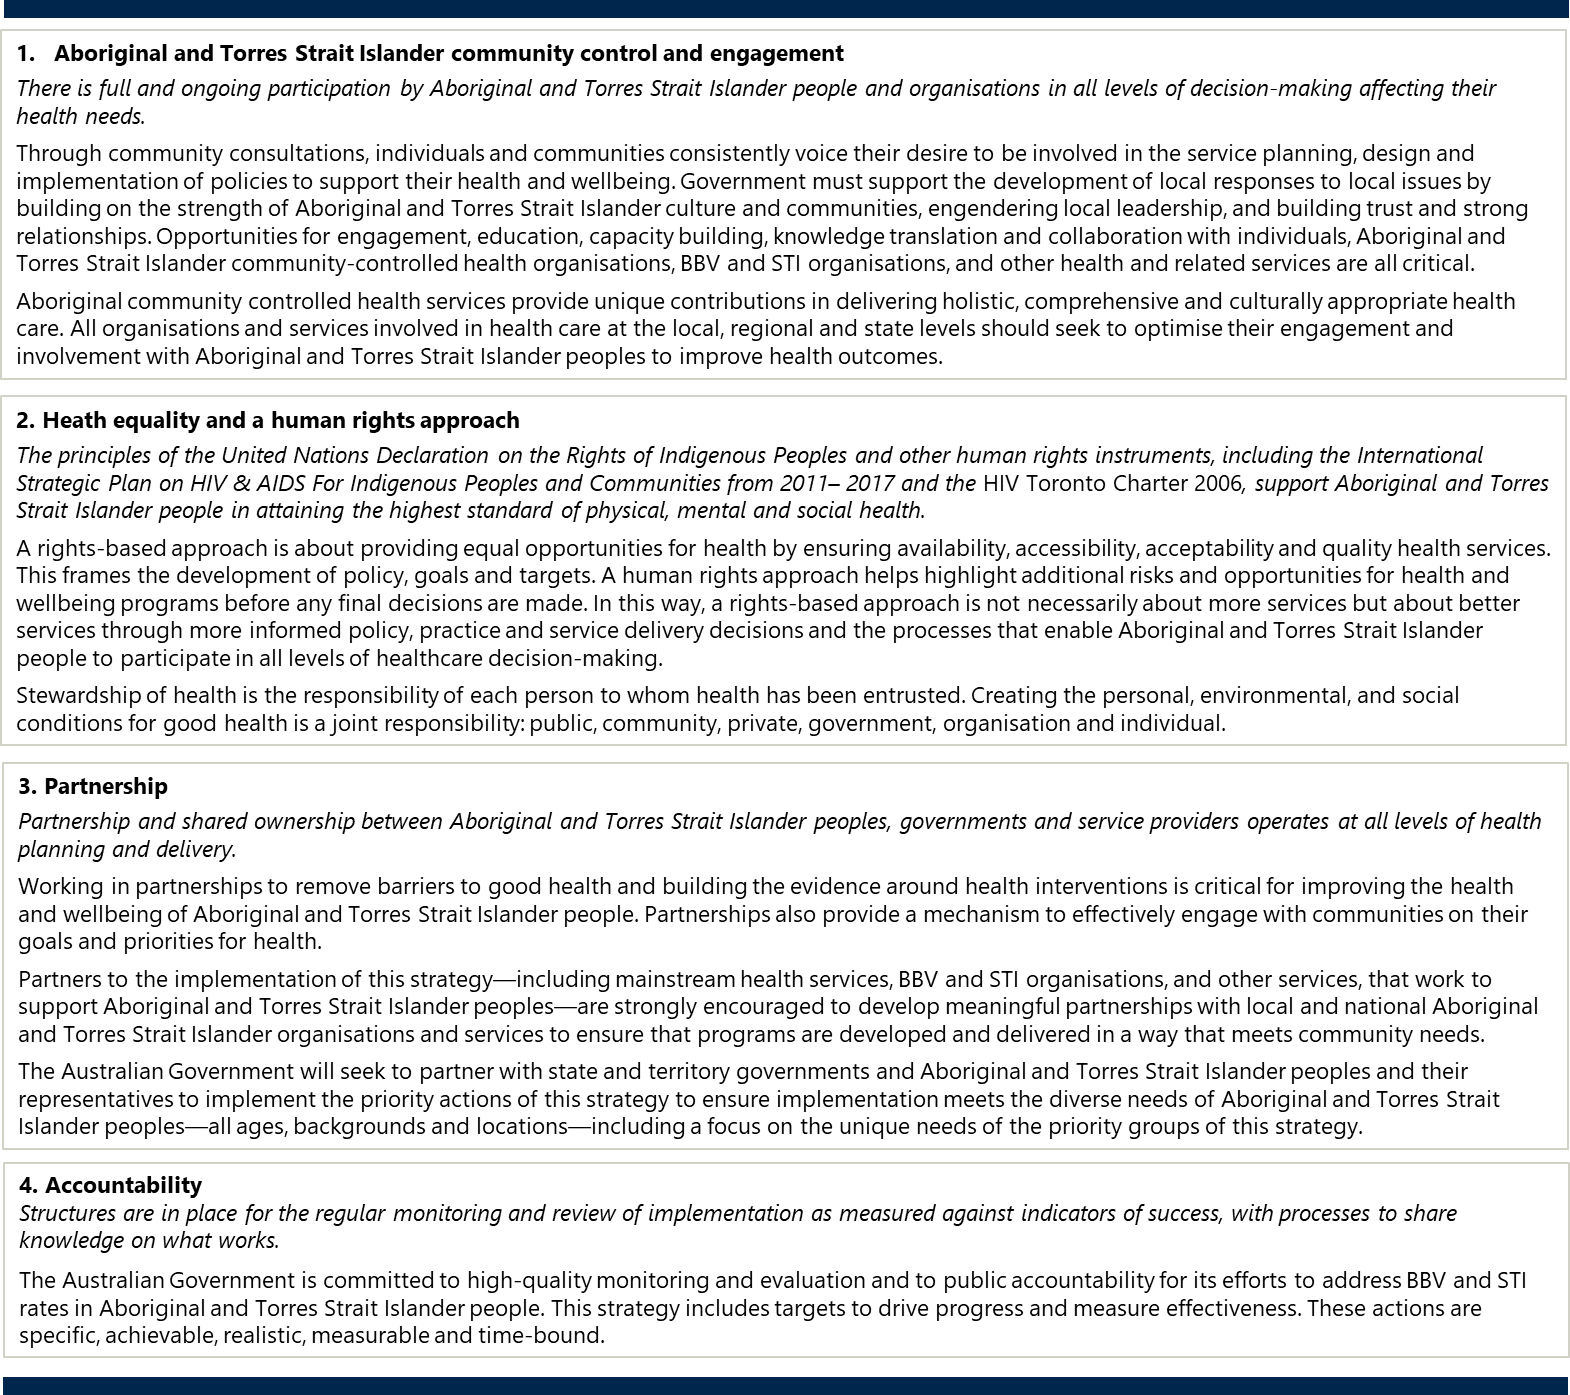 1. Aboriginal and Torres Strait Islander community control and engagement
There is full and ongoing participation by Aboriginal and Torres Strait Islander people and organisations in all levels of decision-making affecting their
health needs.
Through community consultations, individuals and communities consistently voice their desire to be involved in the service planning, design and
implementation of policies to support their health and wellbeing. Government must support the development of local responses to local issues by
building on the strength of Aboriginal and Torres Strait Islander culture and communities, engendering local leadership, and building trust and strong
relationships. Opportunities for engagement, education, capacity building, knowledge translation and collaboration with individuals, Aboriginal and
Torres Strait Islander community-controlled health organisations, BBV and STI organisations, and other health and related services are all critical.
Aboriginal community controlled health services provide unique contributions in delivering holistic, comprehensive and culturally appropriate health
care. All organisations and services involved in health care at the local, regional and state levels should seek to optimise their engagement and
involvement with Aboriginal and Torres Strait Islander peoples to improve health outcomes.
2. Heath equality and a human rights approach
The principles of the United Nations Declaration on the Rights of Indigenous Peoples and other human rights instruments, including the International
Strategic Plan on HIV & AIDS For Indigenous Peoples and Communities from 2011– 2017 and the HIV Toronto Charter 2006, support Aboriginal and Torres
Strait Islander people in attaining the highest standard of physical, mental and social health.
A rights-based approach is about providing equal opportunities for health by ensuring availability, accessibility, acceptability and quality health services.
This frames the development of policy, goals and targets. A human rights approach helps highlight additional risks and opportunities for health and
wellbeing programs before any final decisions are made. In this way, a rights-based approach is not necessarily about more services but about better
services through more informed policy, practice and service delivery decisions and the processes that enable Aboriginal and Torres Strait Islander
people to participate in all levels of healthcare decision-making.
Stewardship of health is the responsibility of each person to whom health has been entrusted. Creating the personal, environmental, and social
conditions for good health is a joint responsibility: public, community, private, government, organisation and individual.
3. Partnership
Partnership and shared ownership between Aboriginal and Torres Strait Islander peoples, governments and service providers operates at all levels of health
planning and delivery.
Working in partnerships to remove barriers to good health and building the evidence around health interventions is critical for improving the health
and wellbeing of Aboriginal and Torres Strait Islander people. Partnerships also provide a mechanism to effectively engage with communities on their
goals and priorities for health.
Partners to the implementation of this strategy—including mainstream health services, BBV and STI organisations, and other services, that work to
support Aboriginal and Torres Strait Islander peoples—are strongly encouraged to develop meaningful partnerships with local and national Aboriginal
and Torres Strait Islander organisations and services to ensure that programs are developed and delivered in a way that meets community needs.
The Australian Government will seek to partner with state and territory governments and Aboriginal and Torres Strait Islander peoples and their
representatives to implement the priority actions of this strategy to ensure implementation meets the diverse needs of Aboriginal and Torres Strait
Islander peoples—all ages, backgrounds and locations—including a focus on the unique needs of the priority groups of this strategy.
4. Accountability
Structures are in place for the regular monitoring and review of implementation as measured against indicators of success, with processes to share
knowledge on what works.
The Australian Government is committed to high-quality monitoring and evaluation and to public accountability for its efforts to address BBV and STI
rates in Aboriginal and Torres Strait Islander people. This strategy includes targets to drive progress and measure effectiveness. These actions are
specific, achievable, realistic, measurable and time-bound.